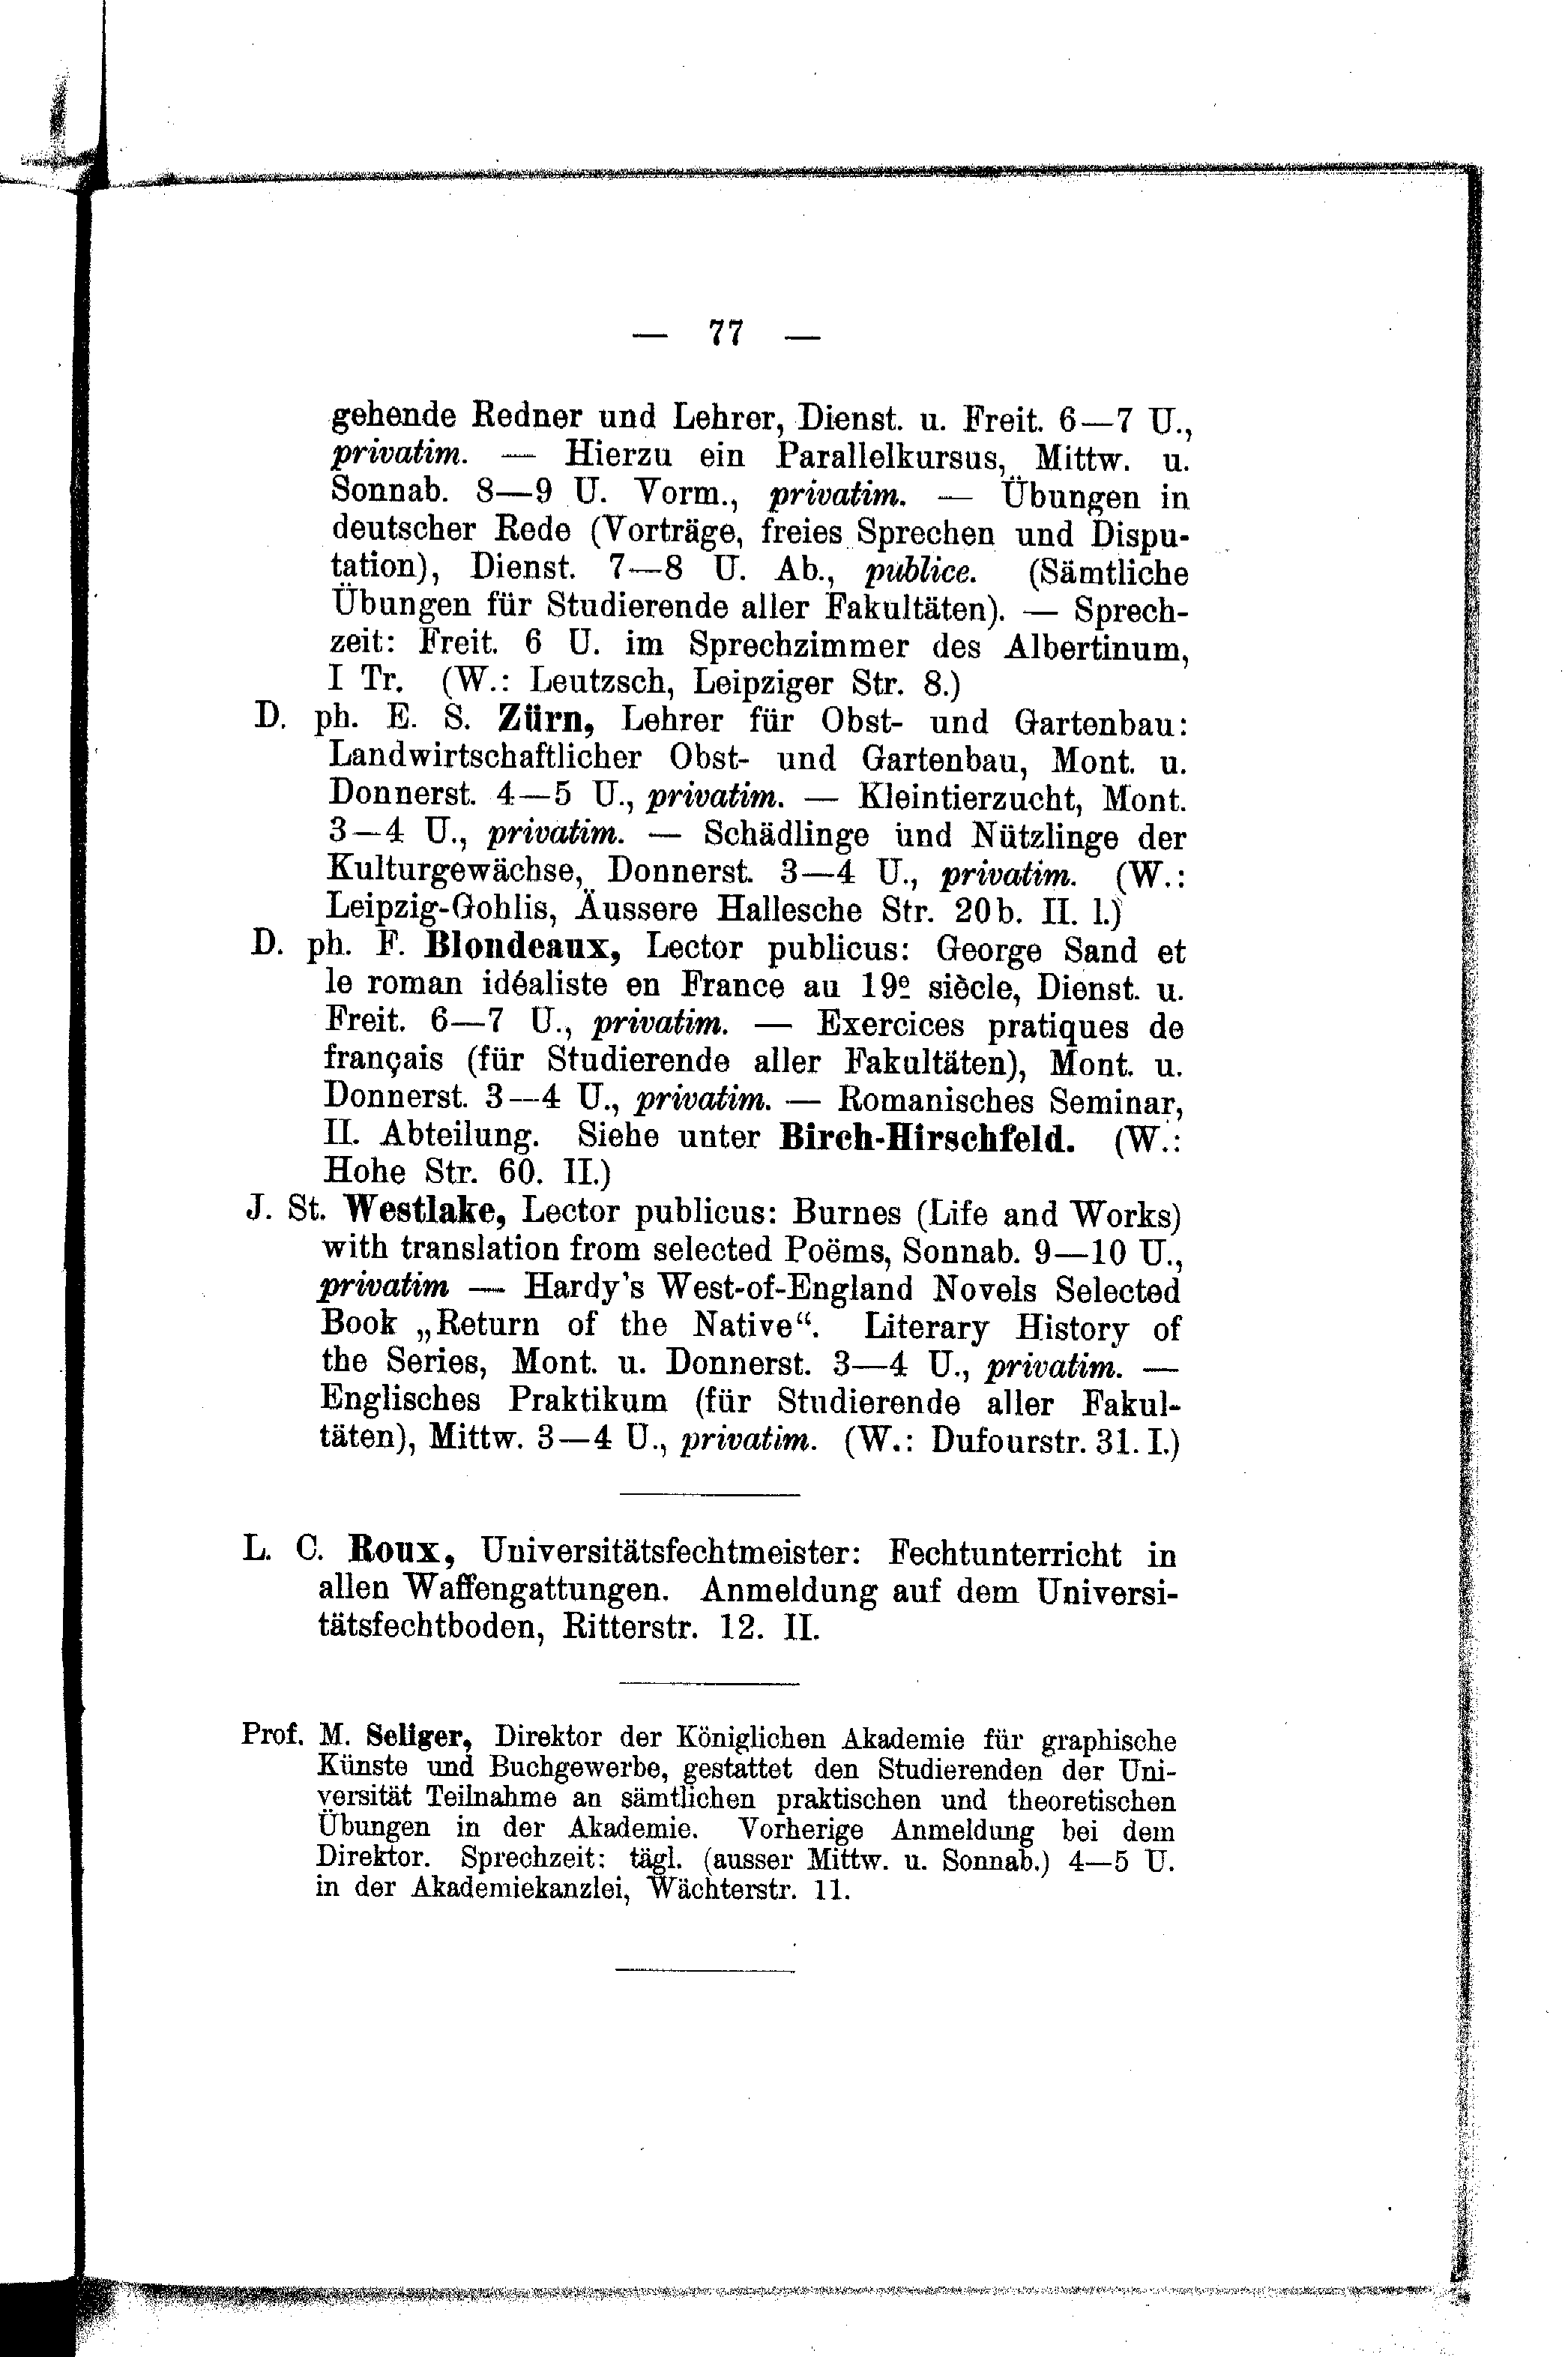 — 77 —
gehende Redner und Lehrer, Dienst. u. Freit. 6—7 U.,
privatim. — Hierzu ein Parallelkursus, Mittw. u.
Sonnab. 8—9 U. Vorm., privatim. — Übungen in
deutscher Rede (Vorträge, freies Sprechen und Dispu-
tation), Dienst. 7—8 U. Ab., publice. (Sämtliche
Übungen für Studierende aller Fakultäten). — Sprech-
zeit: Freit. 6 U. im Sprechzimmer des Albertinum,
I Tr. (W.: Leutzsch, Leipziger Str. 8.)
D. ph. E. S. Zürn, Lehrer für Obst- und Gartenbau:
Landwirtschaftlicher Obst- und Gartenbau, Mont. u.
Donnerst. 4—5 U., privatim. — Kleintierzucht, Mont.
3—4 U., privatim. — Schädlinge und Nützlinge der
Kulturgewächse, Donnerst. 3—4 U., privatim. (W.:
Leipzig-Gohlis, Äussere Hallesche Str. 20b. II. l.)
D. ph. F. Blondeaux, Lector publicus: George Sand et
le roman idéaliste en France au 19e siècle, Dienst. u.
Freit. 6—7 U., privatim. — Exercices pratiques de
français (für Studierende aller Fakultäten), Mont. u.
Donnerst. 3—4 U., privatim. — Romanisches Seminar,
II. Abteilung. Siehe unter Birch-Hirschfeld. (W.:
Hohe Str. 60. II.)
J. St. Westlake, Lector publicus: Burnes (Life and Works)
with translation from selected Poëms, Sonnab. 9—10 U.,
privatim — Hardy's West-of-England Novels Selected
Book „Return of the Native“. Literary History of
the Series, Mont. u. Donnerst. 3—4 U., privatim. —
Englisches Praktikum (für Studierende aller Fakul-
täten), Mittw. 3—4 U., privatim. (W.: Dufourstr. 31. I.)
L. C. Roux, Universitätsfechtmeister: Fechtunterricht in
allen Waffengattungen. Anmeldung auf dem Universi-
tätsfechtboden, Ritterstr. 12. II.
Prof. M. Seliger, Direktor der Königlichen Akademie für graphische
Künste und Buchgewerbe, gestattet den Studierenden der Uni-
versität Teilnahme an sämtlichen praktischen und theoretischen
Übungen in der Akademie. Vorherige Anmeldung bei dem
Direktor. Sprechzeit: tägl. (ausser Mittw. u. Sonnab.) 4—5 U.
in der Akademiekanzlei, Wächterstr. 11.